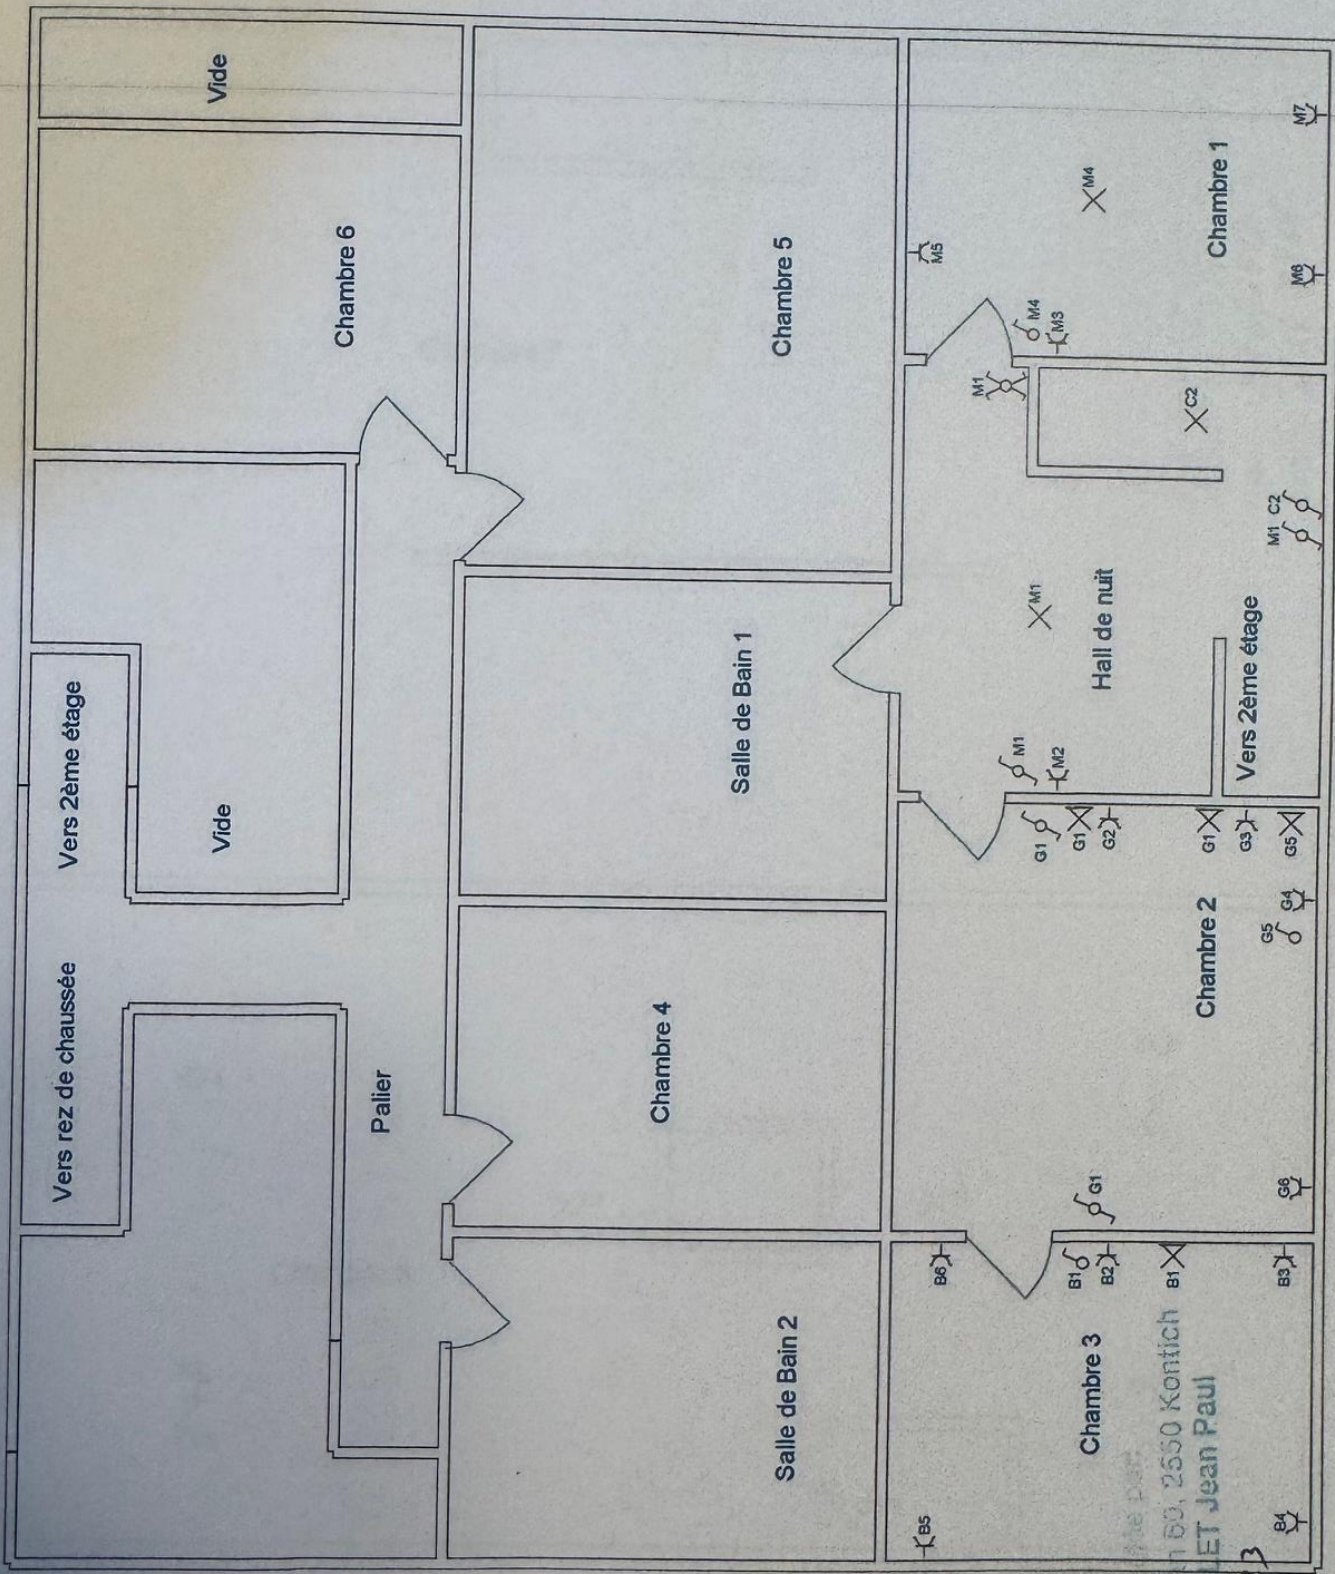 Vide
Chambre 6
Vers 2ème étage
Vide
Vers rez de chaussée
Palier
Chambre 5
Salle de Bain 1
Chambre 4
Salle de Bain 2
M5
M4
M4
M3
M7
M6
Chambre 1
M1
C2
M1
C2
M1
Hall de nuit
M1
M2
Vers 2ème étage
G1
G1
G2
G1
G3
G5
G4
G5
Chambre 2
G1
G6
B6
B1
B2
B1
B3
Chambre 3
B5
B4
60, 2550 Kontich
LET Jean Paul
3